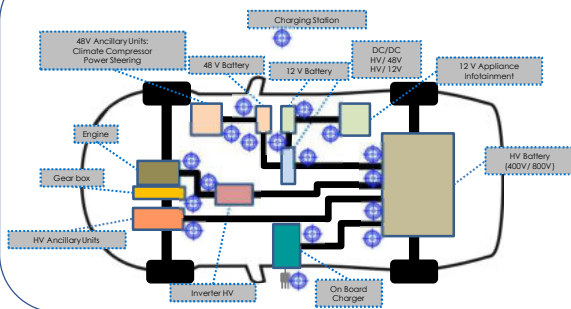 Charging Station
48V Ancillary Units:
Climate Compressor
Power Steering
48 V Battery
12 V Battery
DC/DC
HV/ 48V
HV/ 12V
12 V Appliance
Infotainment
Engine
Gear box
HV Ancillary Units
Inverter HV
On Board
Charger
HV Battery
(400V/ 800V)